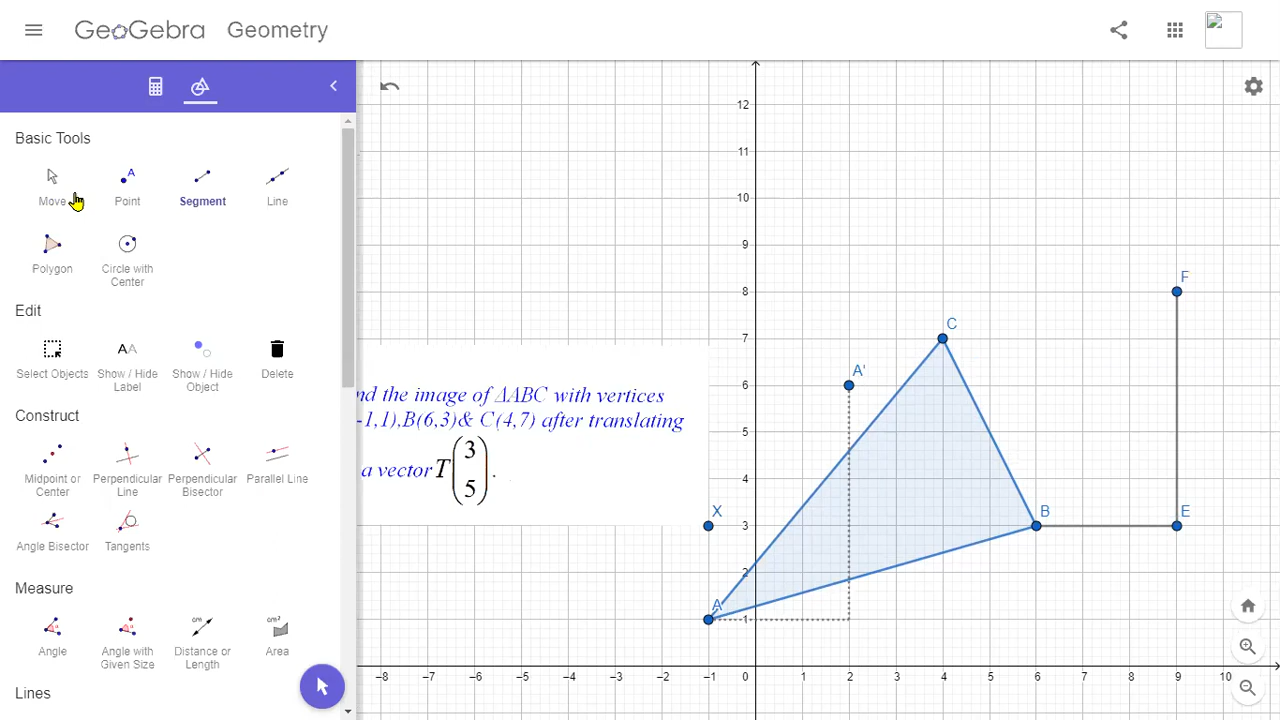 GeoGebra Geometry
Basic Tools
Move
Point
Segment
Line
Polygon
Circle with
Center
Edit
Select Objects
Show / Hide
Label
Show / Hide
Object
Delete
Construct
Midpoint or
Center
Perpendicular
Line
Perpendicular
Bisector
Parallel Line
Angle Bisector
Tangents
Measure
Angle
Angle with
Given Size
Distance or
Length
Area
Lines
the image of ΔABC with vertices
-1,1),B(6,3)& C(4,7) after translating
a vector T(3
5).
12
11
10
9
8
7
6
5
4
3
2
1
0
−8 −7 −6 −5 −4 −3 −2 −1 0 1 2 3 4 5 6 7 8 9 10
A
B
C
A'
X
E
F
A
AA
cm
cm²